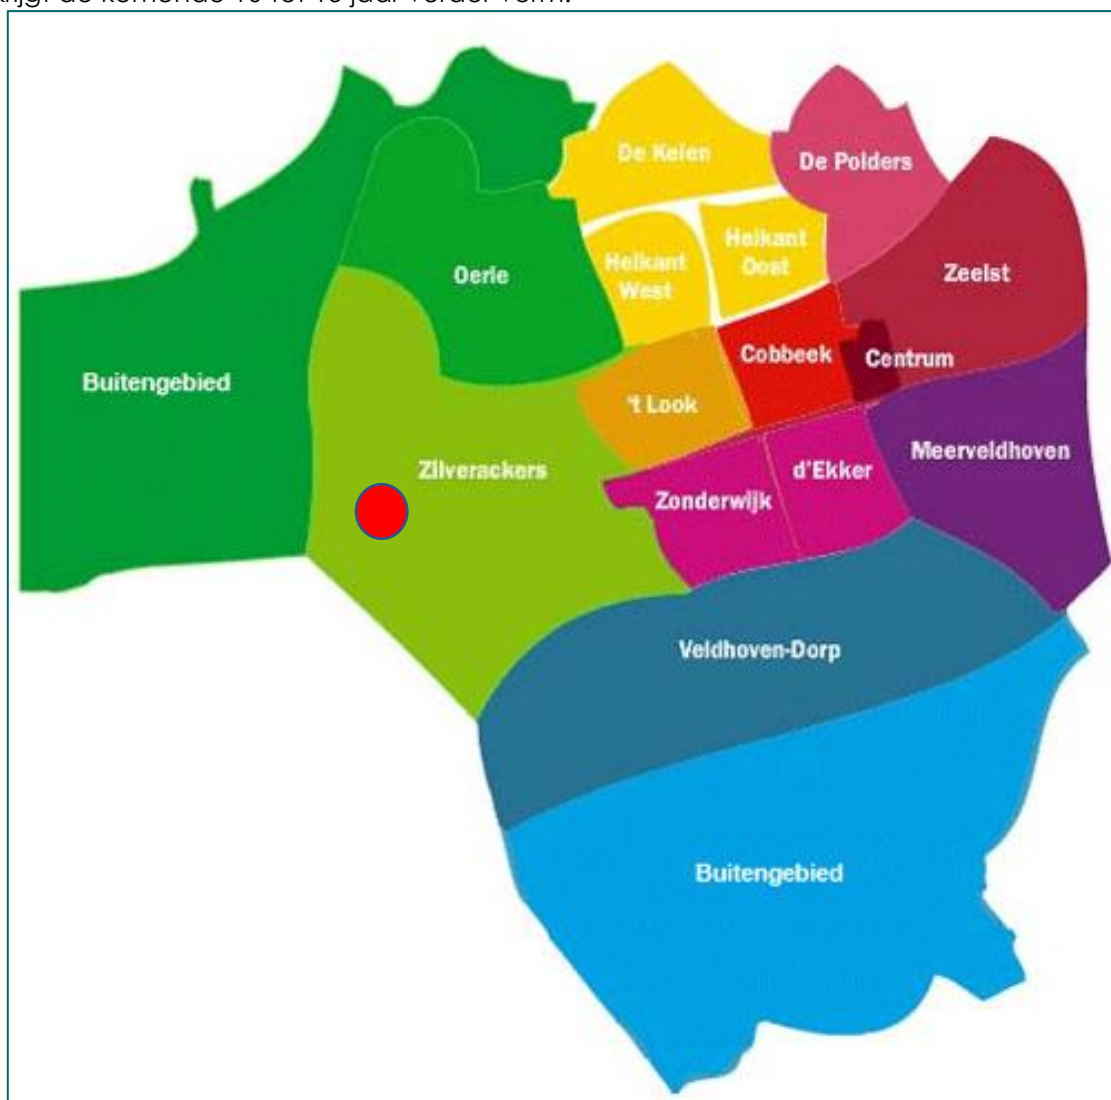 De Kelen
De Polders
Heikant
Oost
Heikant
West
Oerle
Zeelst
Buitengebied
Cobbeek
Centrum
't Look
Zilverackers
d'Ekker
Meerveldhoven
Zonderwijk
Veldhoven-Dorp
Buitengebied